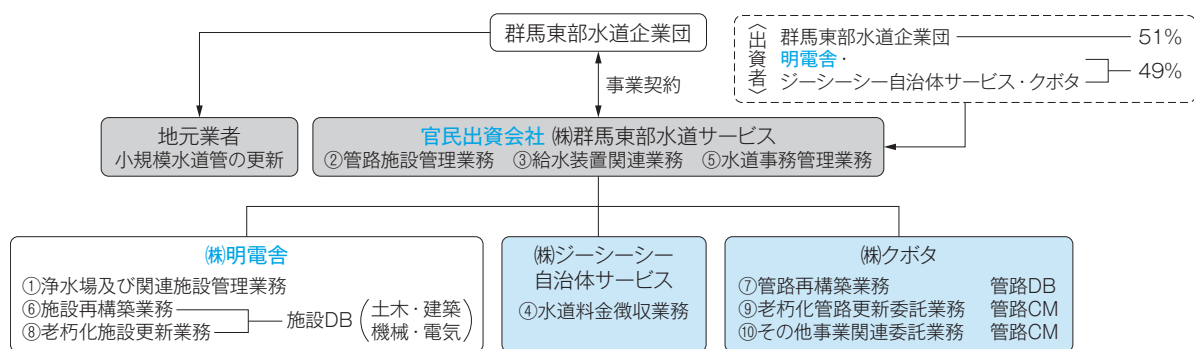 群馬東部水道企業団
事業契約
〈出資者〉
群馬東部水道企業団 51%
明電舎・
ジーシーシー自治体サービス・クボタ 49%
地元業者
小規模水道管の更新
官民出資会社 ㈱群馬東部水道サービス
②管路施設管理業務 ③給水装置関連業務 ⑤水道事務管理業務
㈱明電舎
①浄水場及び関連施設管理業務
⑥施設再構築業務
⑧老朽化施設更新業務
施設DB(土木・建築
機械・電気)
㈱ジーシーシー
自治体サービス
④水道料金徴収業務
㈱クボタ
⑦管路再構築業務 管路DB
⑨老朽化管路更新委託業務 管路CM
⑩その他事業関連委託業務 管路CM